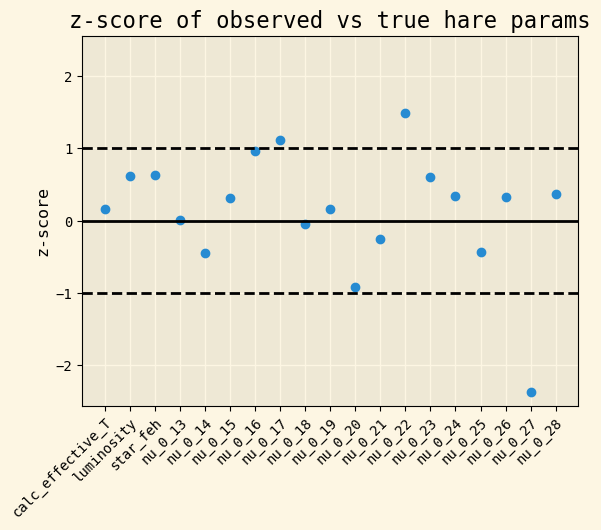 z-score of observed vs true hare params
z-score
2
1
0
−1
−2
calc_effective_T
luminosity
star_feh
nu_0_13
nu_0_14
nu_0_15
nu_0_16
nu_0_17
nu_0_18
nu_0_19
nu_0_20
nu_0_21
nu_0_22
nu_0_23
nu_0_24
nu_0_25
nu_0_26
nu_0_27
nu_0_28